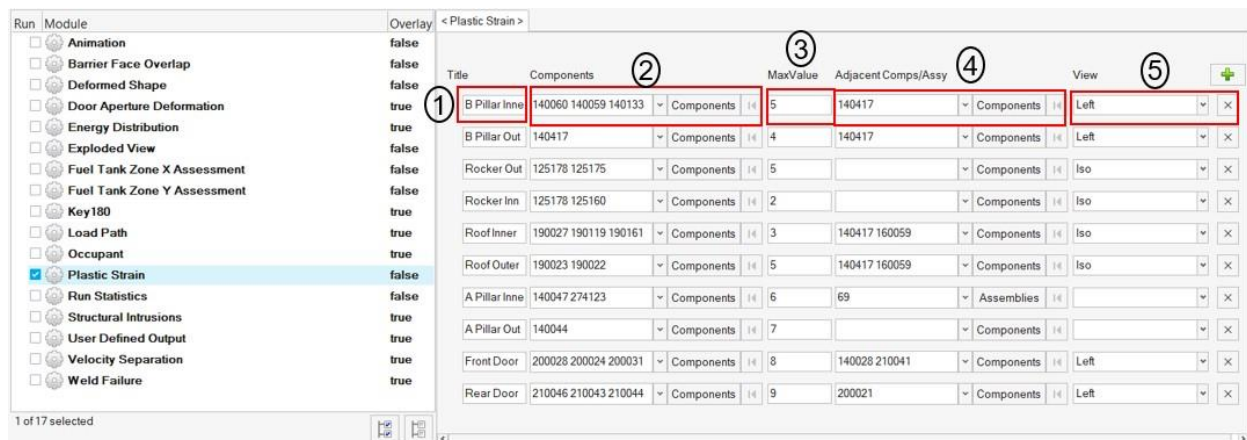 Run Module Overlay
Animation false
Barrier Face Overlap false
Deformed Shape false
Door Aperture Deformation true
Energy Distribution true
Exploded View false
Fuel Tank Zone X Assessment false
Fuel Tank Zone Y Assessment false
Key180 true
Load Path true
Occupant true
Plastic Strain false
Run Statistics false
Structural Intrusions true
User Defined Output true
Velocity Separation true
Weld Failure true
1 of 17 selected
< Plastic Strain >
2 3 4 5
Title Components MaxValue Adjacent Comps/Assy View
1 B Pillar Inne 140060 140059 140133 Components 5 140417 Components Left
B Pillar Out 140417 Components 4 140417 Components Left
Rocker Out 125178 125175 Components 5 Components Iso
Rocker Inn 125178 125160 Components 2 Components Iso
Roof Inner 190027 190119 190161 Components 3 140417 160059 Components Iso
Roof Outer 190023 190022 Components 5 140417 160059 Components Iso
A Pillar Inne 140047 274123 Components 6 69 Assemblies
A Pillar Out 140044 Components 7 Components
Front Door 200028 200024 200031 Components 8 140028 210041 Components Left
Rear Door 210046 210043 210044 Components 9 200021 Components Left